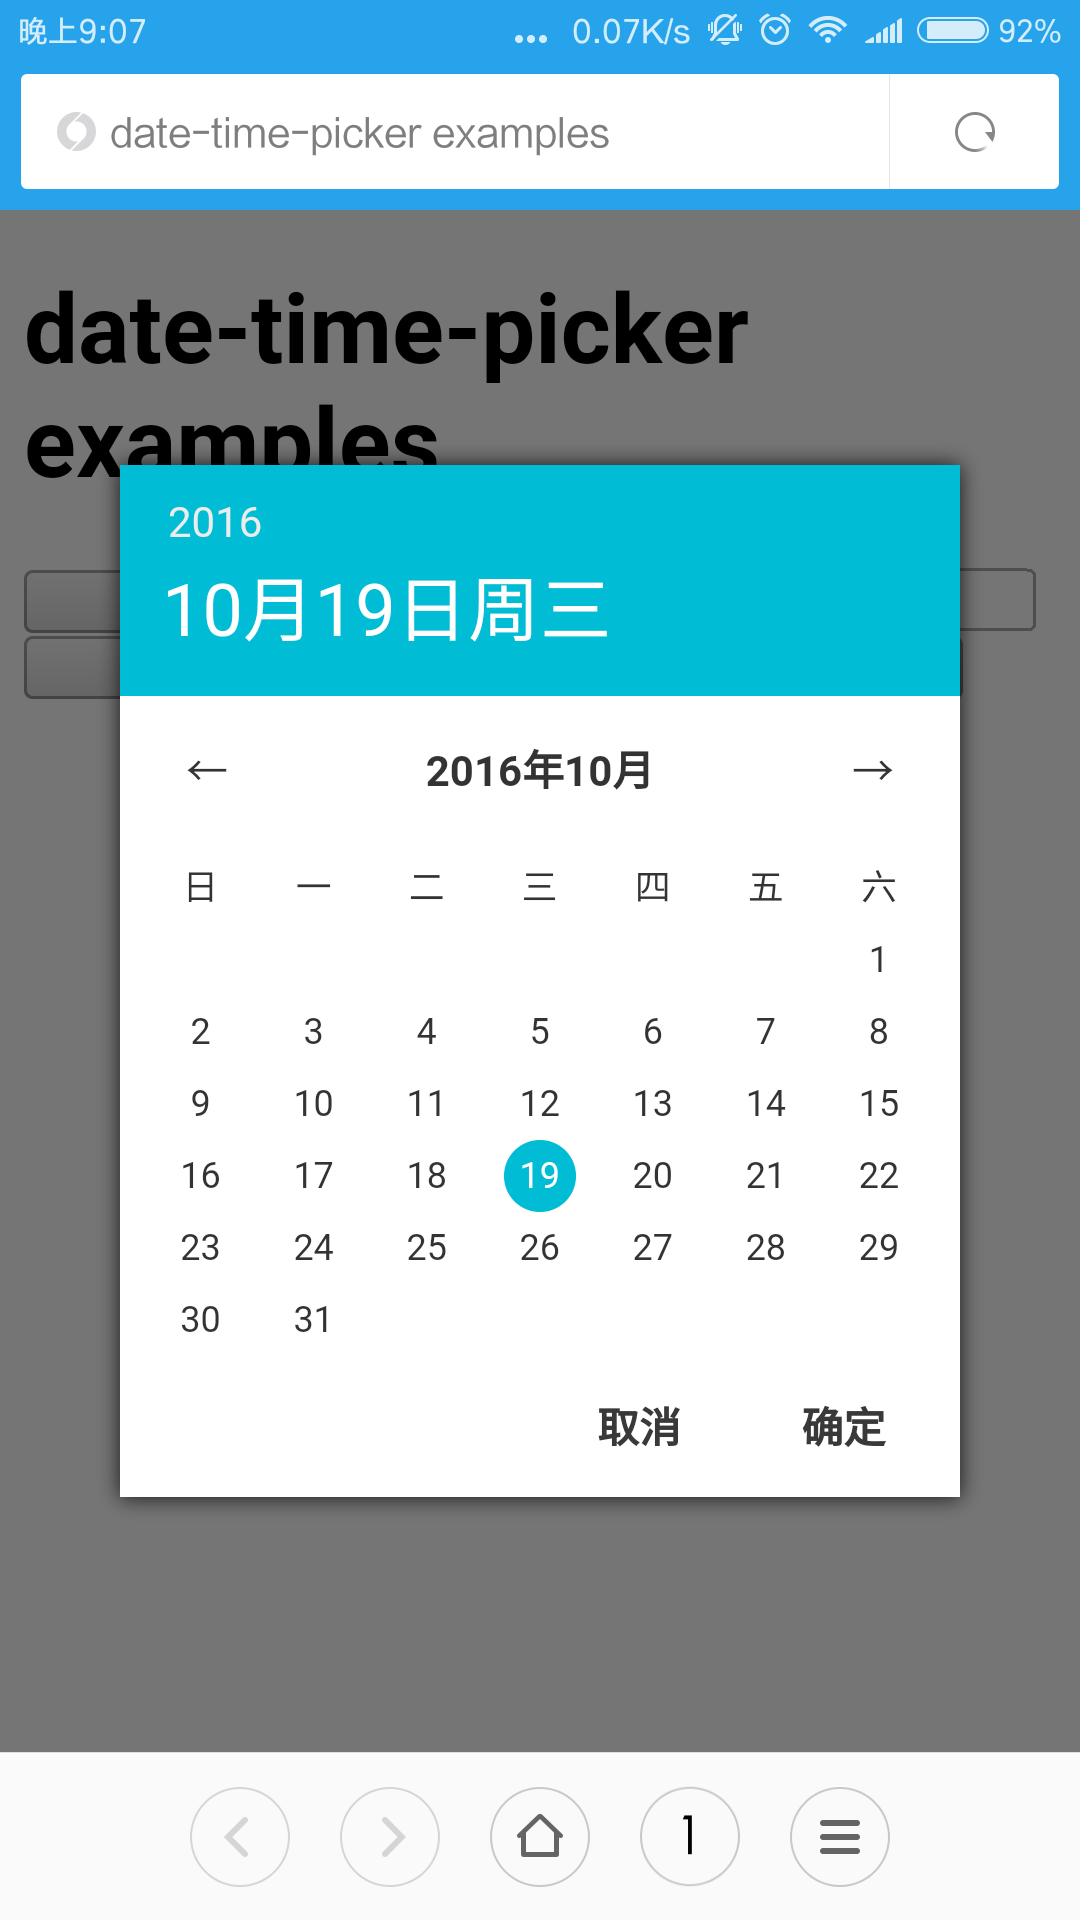 晚上9:07 ... 0.07K/s 92%
date-time-picker examples
date-time-picker
examples
2016
10月19日周三
← 2016年10月 →
日 一 二 三 四 五 六
1
2 3 4 5 6 7 8
9 10 11 12 13 14 15
16 17 18 19 20 21 22
23 24 25 26 27 28 29
30 31
取消 确定
1